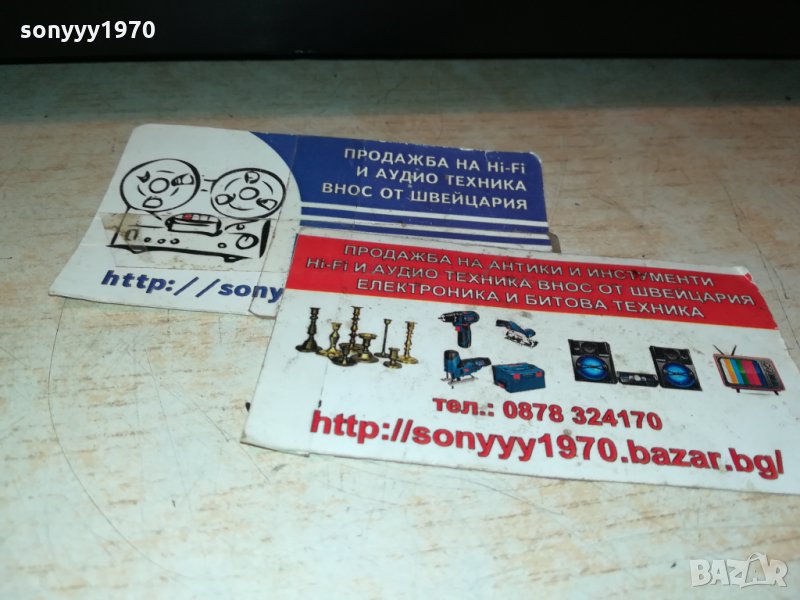 sonyyy1970
ПРОДАЖБА НА Hi-Fi
И АУДИО ТЕХНИКА
ВНОС ОТ ШВЕЙЦАРИЯ
http://sony
ПРОДАЖБА НА АНТИКИ И ИНСТУМЕНТИ
Hi-Fi И АУДИО ТЕХНИКА ВНОС ОТ ШВЕЙЦАРИЯ
ЕЛЕКТРОНИКА И БИТОВА ТЕХНИКА
тел.: 0878 324170
http://sonyyy1970.bazar.bg/
BAZAR